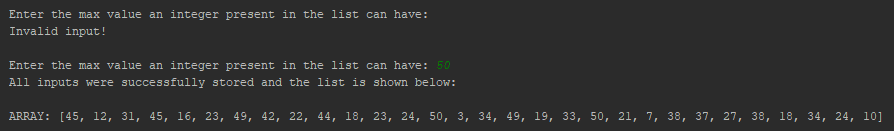 Enter the max value an integer present in the list can have:
Invalid input!
Enter the max value an integer present in the list can have: 50
All inputs were successfully stored and the list is shown below:
ARRAY: [45, 12, 31, 45, 16, 23, 49, 42, 22, 44, 18, 23, 24, 50, 3, 34, 49, 19, 33, 50, 21, 7, 38, 37, 27, 38, 18, 34, 24, 10]